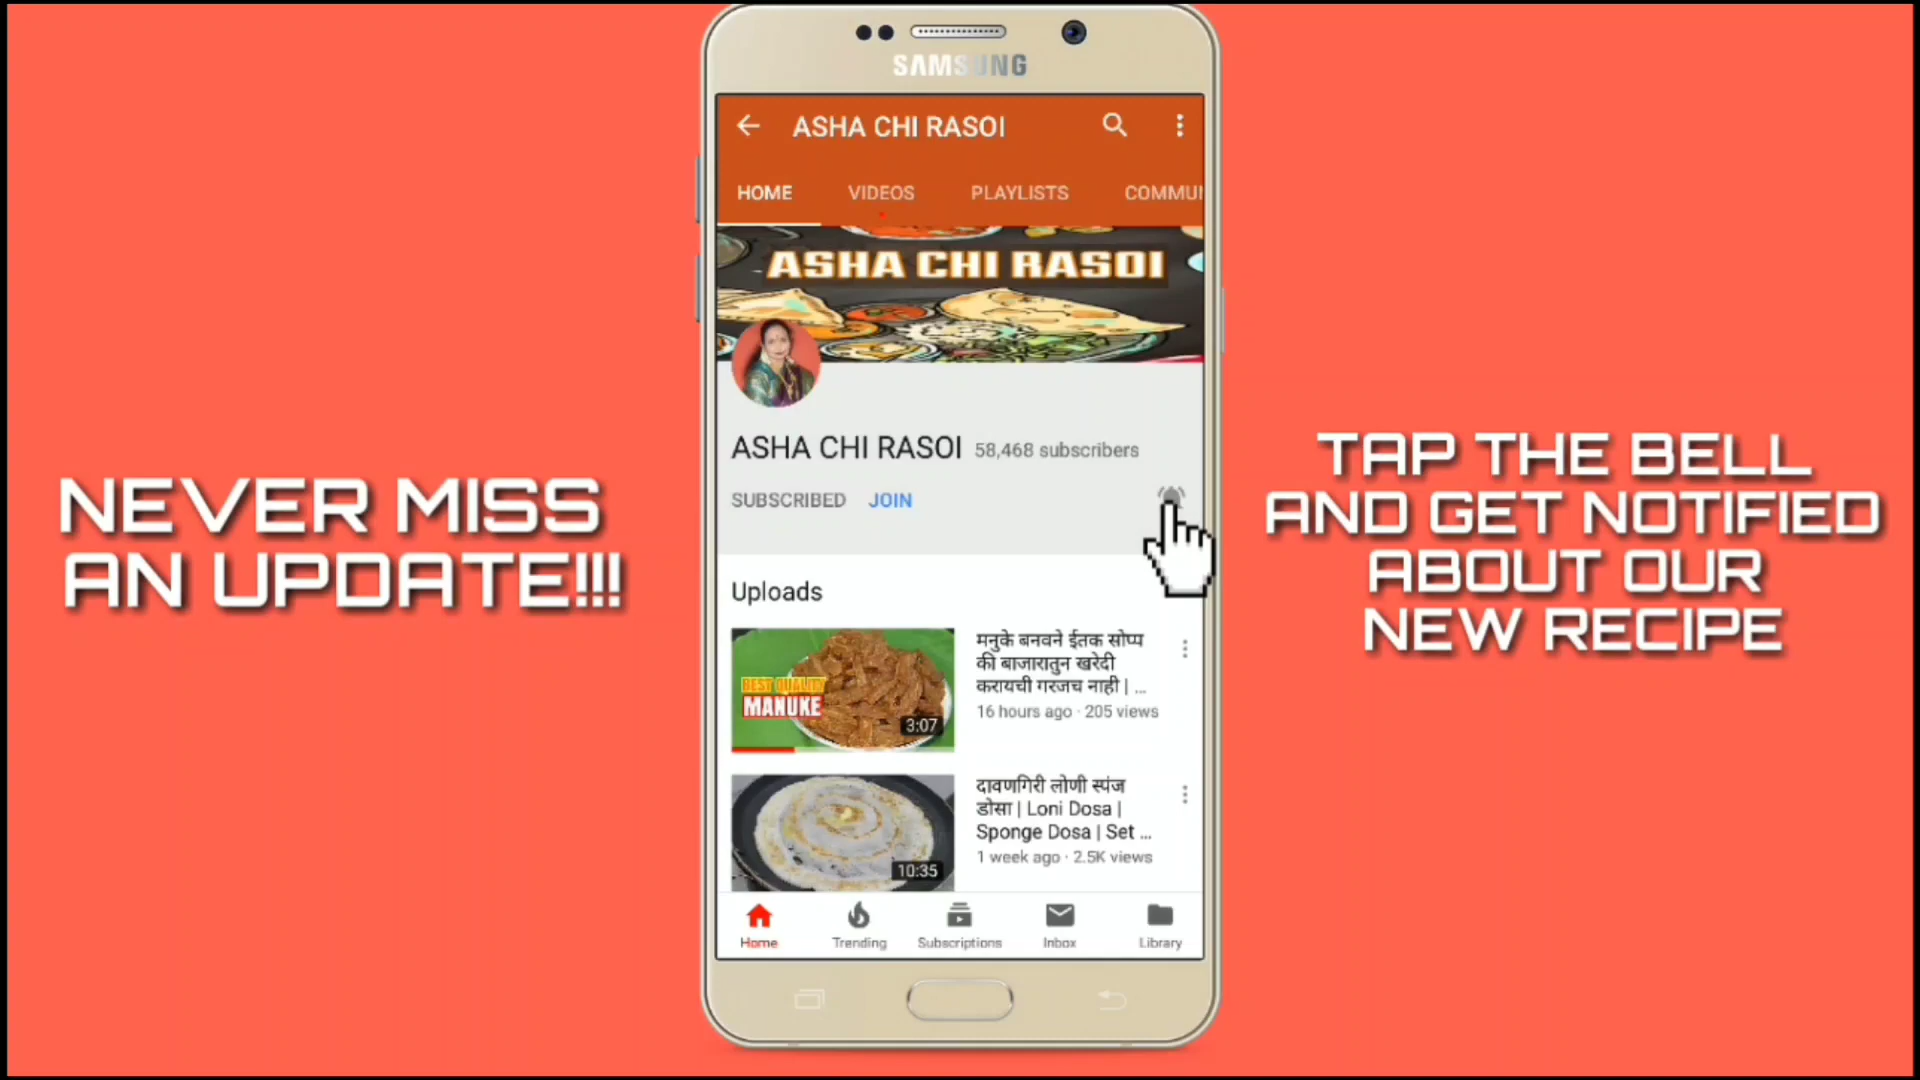 NEVER MISS
AN UPDATE!!!
SAMSUNG
ASHA CHI RASOI
HOME VIDEOS PLAYLISTS COMMUN
ASHA CHI RASOI
ASHA CHI RASOI 58,468 subscribers
SUBSCRIBED JOIN
Uploads
BEST QUALITY
MANUKE
3:07
मनुके बनवने ईतक सोप्प
की बाजारातुन खरेदी
करायची गरजच नाही | ...
16 hours ago · 205 views
10:35
दावणगिरी लोणी स्पंज
डोसा | Loni Dosa |
Sponge Dosa | Set ...
1 week ago · 2.5K views
Home Trending Subscriptions Inbox Library
TAP THE BELL
AND GET NOTIFIED
ABOUT OUR
NEW RECIPE